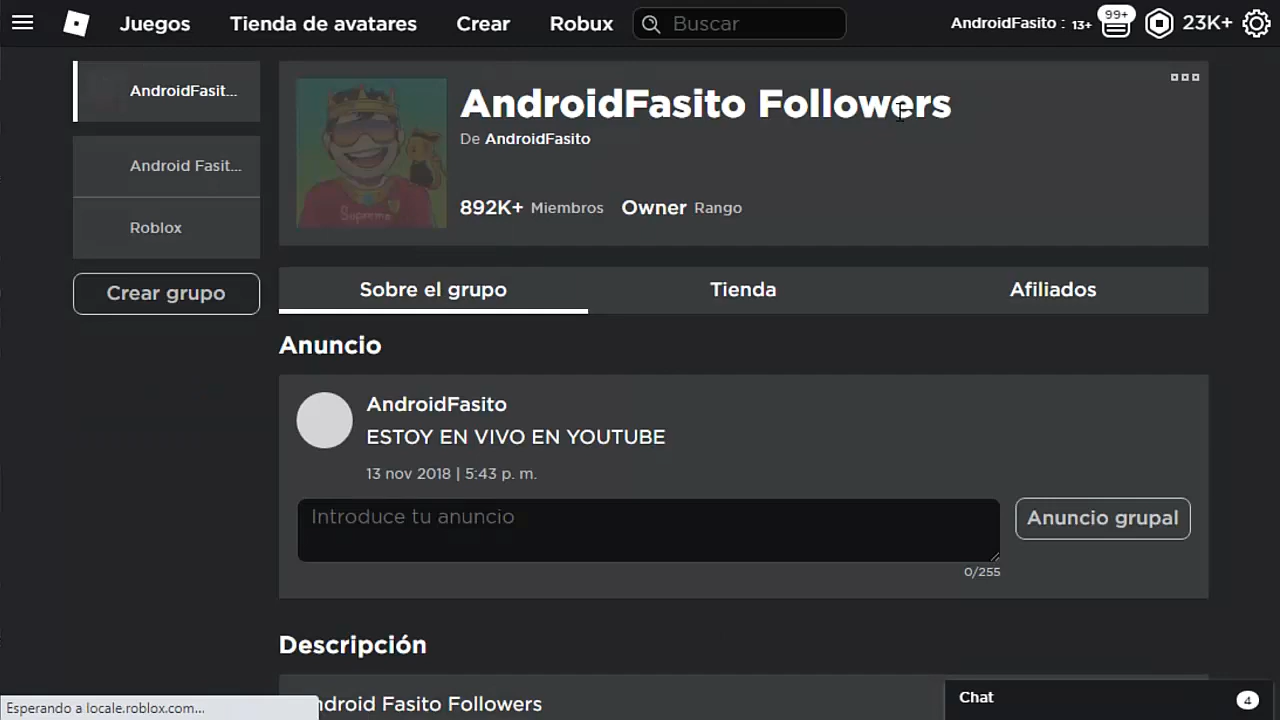 Juegos Tienda de avatares Crear Robux Buscar AndroidFasito : 13+ 99+ 23K+
AndroidFasit...
Android Fasit...
Roblox
Crear grupo
AndroidFasito Followers
De AndroidFasito
Supreme
892K+ Miembros Owner Rango
Sobre el grupo Tienda Afiliados
Anuncio
AndroidFasito
ESTOY EN VIVO EN YOUTUBE
13 nov 2018 | 5:43 p. m.
Introduce tu anuncio
Anuncio grupal
0/255
Descripción
ndroid Fasito Followers
Chat 4
Esperando a locale.roblox.com...